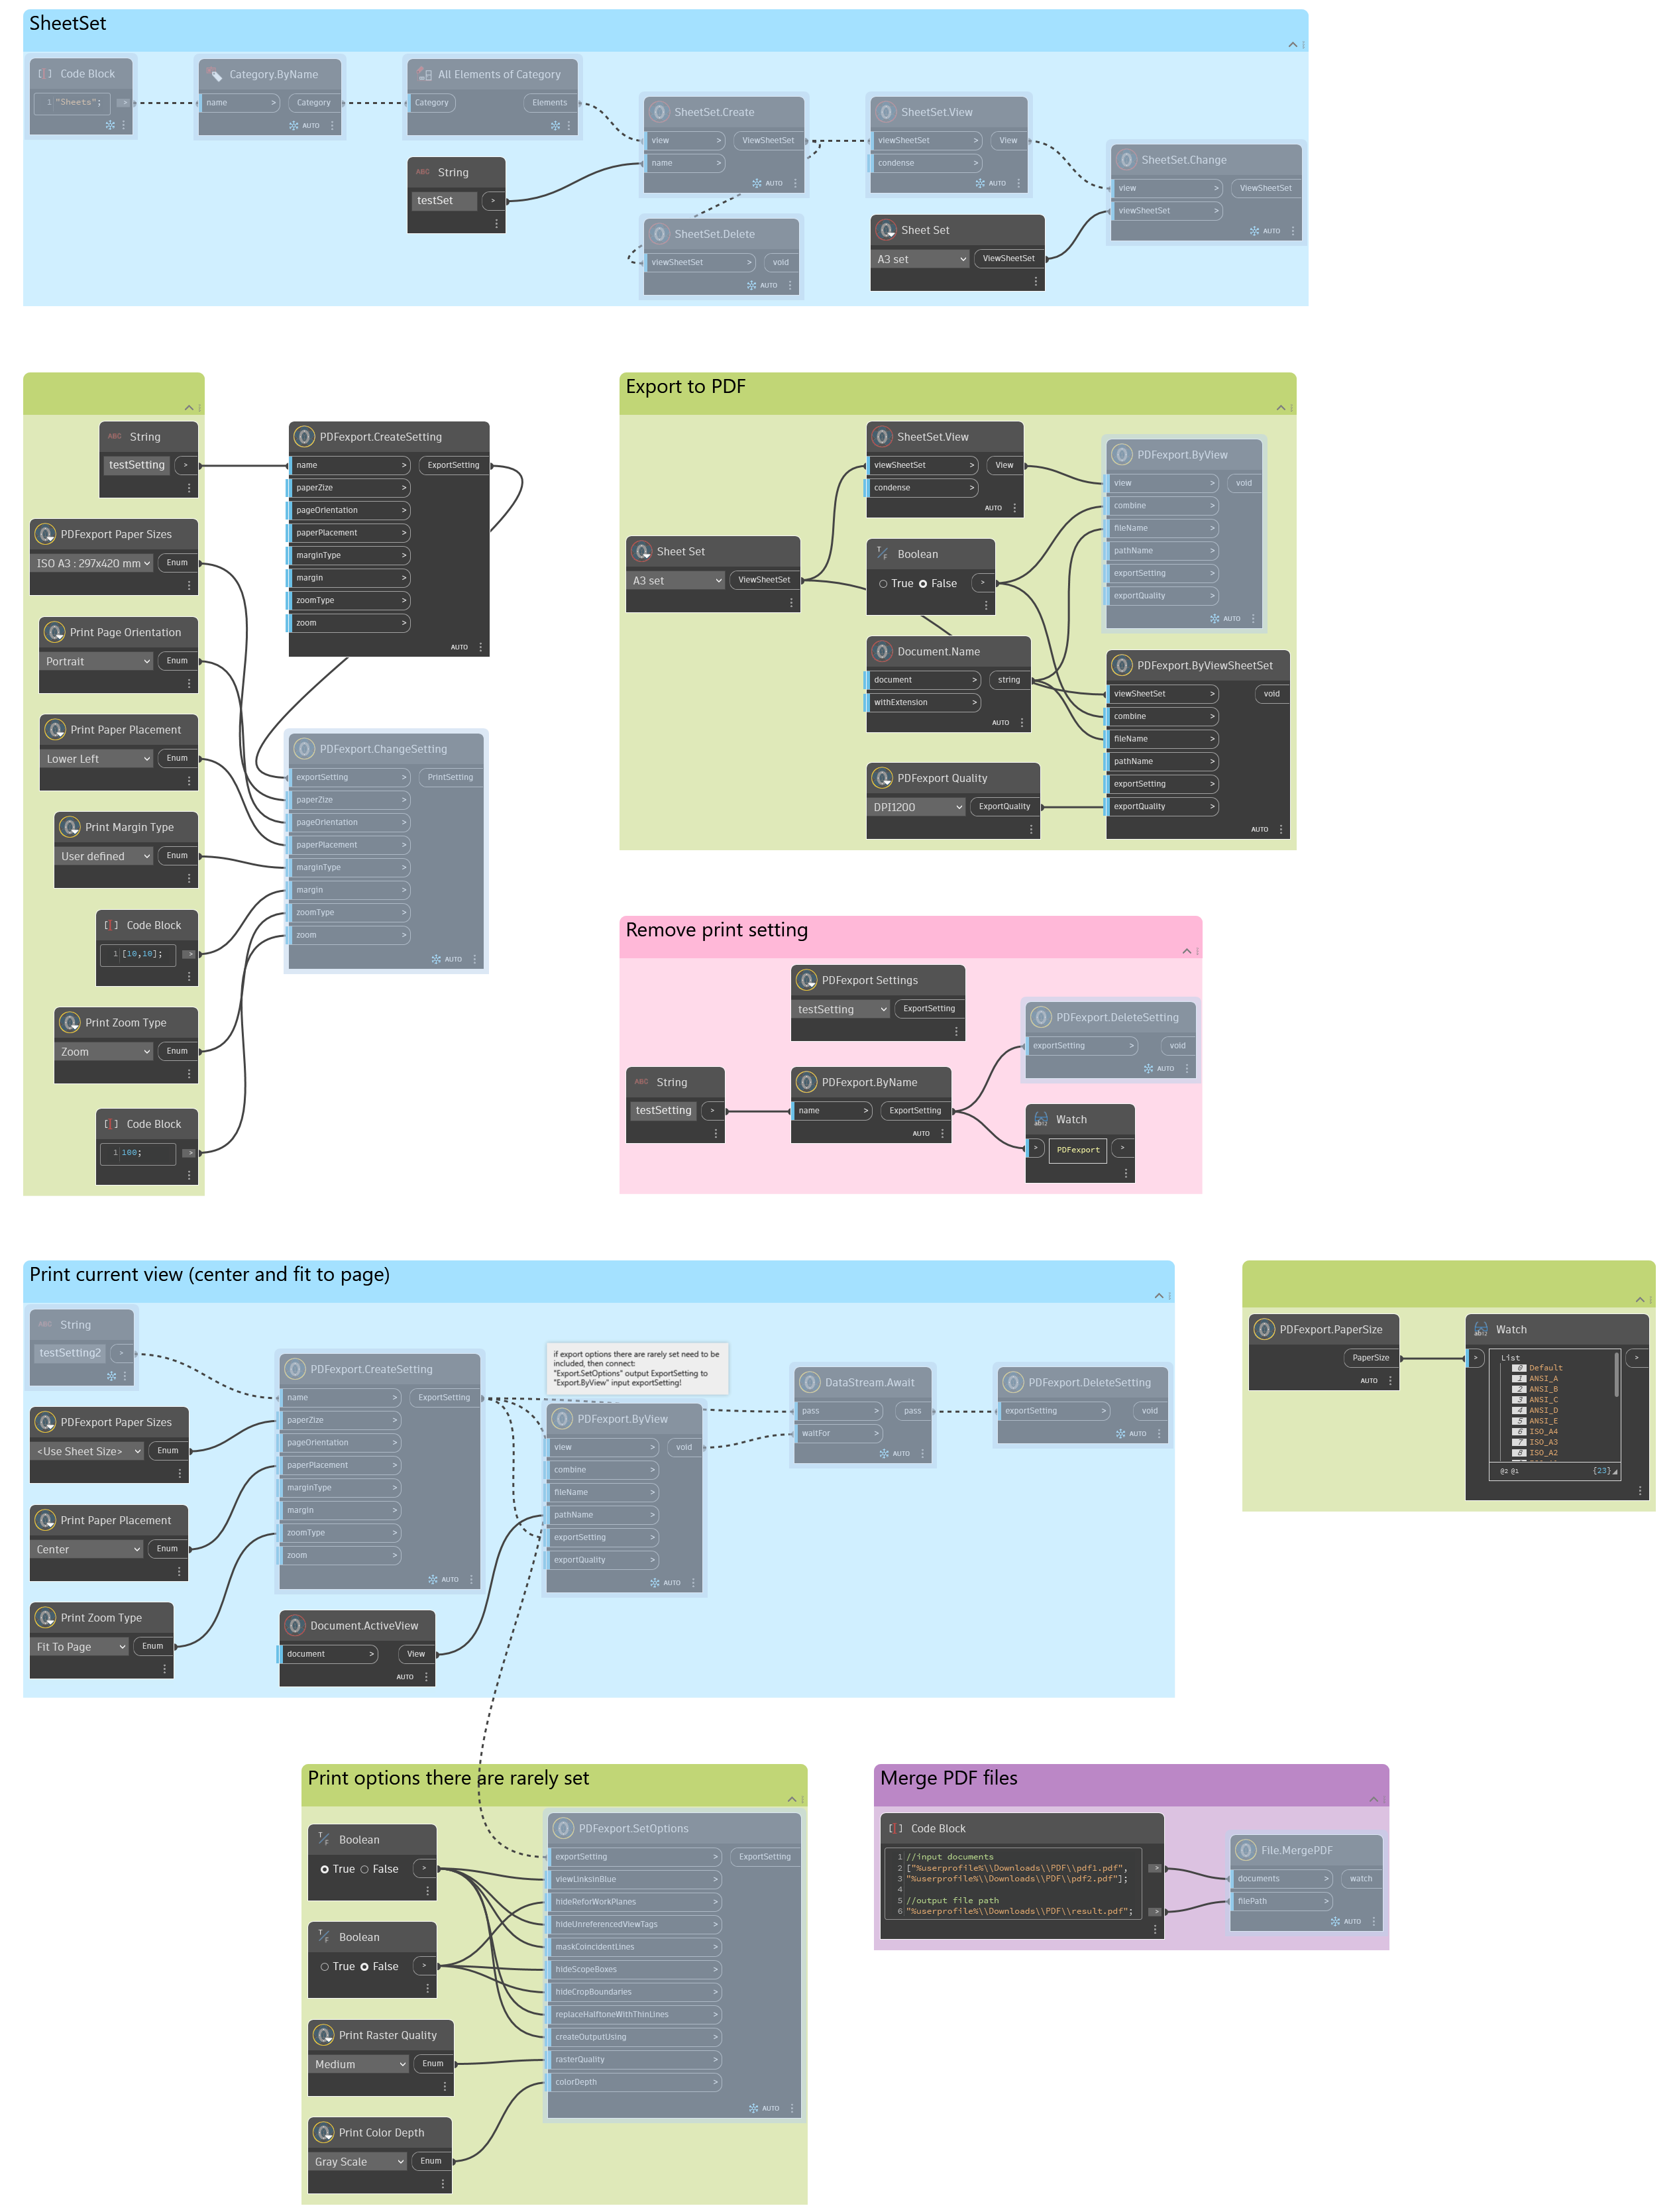 SheetSet
Code Block
1 "Sheets"; >
Category.ByName
name > Category
AUTO
All Elements of Category
Category Elements
String
testSet >
SheetSet.Create
view > ViewSheetSet
name >
AUTO
SheetSet.Delete
viewSheetSet > void
AUTO
SheetSet.View
viewSheetSet > View
condense >
AUTO
Sheet Set
A3 set ViewSheetSet
SheetSet.Change
view > ViewSheetSet
viewSheetSet >
AUTO
String
testSetting >
PDFexport Paper Sizes
ISO A3 : 297x420 mm Enum
Print Page Orientation
Portrait Enum
Print Paper Placement
Lower Left Enum
Print Margin Type
User defined Enum
Code Block
1 [10,10]; >
Print Zoom Type
Zoom Enum
Code Block
1 100; >
PDFexport.CreateSetting
name > ExportSetting
paperZize >
pageOrientation >
paperPlacement >
marginType >
margin >
zoomType >
zoom >
AUTO
PDFexport.ChangeSetting
exportSetting > PrintSetting
paperZize >
pageOrientation >
paperPlacement >
marginType >
margin >
zoomType >
zoom >
AUTO
Export to PDF
Sheet Set
A3 set ViewSheetSet
SheetSet.View
viewSheetSet > View
condense >
AUTO
Boolean
True False >
Document.Name
document > string
withExtension >
AUTO
PDFexport Quality
DPI1200 ExportQuality
PDFexport.ByView
view > void
combine >
fileName >
pathName >
exportSetting >
exportQuality >
AUTO
PDFexport.ByViewSheetSet
viewSheetSet > void
combine >
fileName >
pathName >
exportSetting >
exportQuality >
AUTO
Remove print setting
PDFexport Settings
testSetting ExportSetting
String
testSetting >
PDFexport.ByName
name > ExportSetting
AUTO
PDFexport.DeleteSetting
exportSetting > void
AUTO
Watch
> PDFexport >
Print current view (center and fit to page)
String
testSetting2 >
PDFexport Paper Sizes
<Use Sheet Size> Enum
Print Paper Placement
Center Enum
Print Zoom Type
Fit To Page Enum
PDFexport.CreateSetting
name > ExportSetting
paperZize >
pageOrientation >
paperPlacement >
marginType >
margin >
zoomType >
zoom >
AUTO
Document.ActiveView
document > View
AUTO
if export options there are rarely set need to be
included, then connect:
"Export.SetOptions" output ExportSetting to
"Export.ByView" input exportSetting!
PDFexport.ByView
view > void
combine >
fileName >
pathName >
exportSetting >
exportQuality >
AUTO
DataStream.Await
pass > pass
waitFor >
AUTO
PDFexport.DeleteSetting
exportSetting > void
AUTO
PDFexport.PaperSize
PaperSize
AUTO
Watch
> >
List
0 Default
1 ANSI_A
2 ANSI_B
3 ANSI_C
4 ANSI_D
5 ANSI_E
6 ISO_A4
7 ISO_A3
8 ISO_A2
@2 @1 {23}
Print options there are rarely set
Boolean
True False >
Boolean
True False >
Print Raster Quality
Medium Enum
Print Color Depth
Gray Scale Enum
PDFexport.SetOptions
exportSetting > ExportSetting
viewLinksinBlue >
hideReforWorkPlanes >
hideUnreferencedViewTags >
maskCoincidentLines >
hideScopeBoxes >
hideCropBoundaries >
replaceHalftoneWithThinLines >
createOutputUsing >
rasterQuality >
colorDepth >
AUTO
Merge PDF files
Code Block
1 //input documents
2 ["%userprofile%\\Downloads\\PDF\\pdf1.pdf", >
3 "%userprofile%\\Downloads\\PDF\\pdf2.pdf"];
4
5 //output file path
6 "%userprofile%\\Downloads\\PDF\\result.pdf"; >
File.MergePDF
documents > watch
filePath >
AUTO